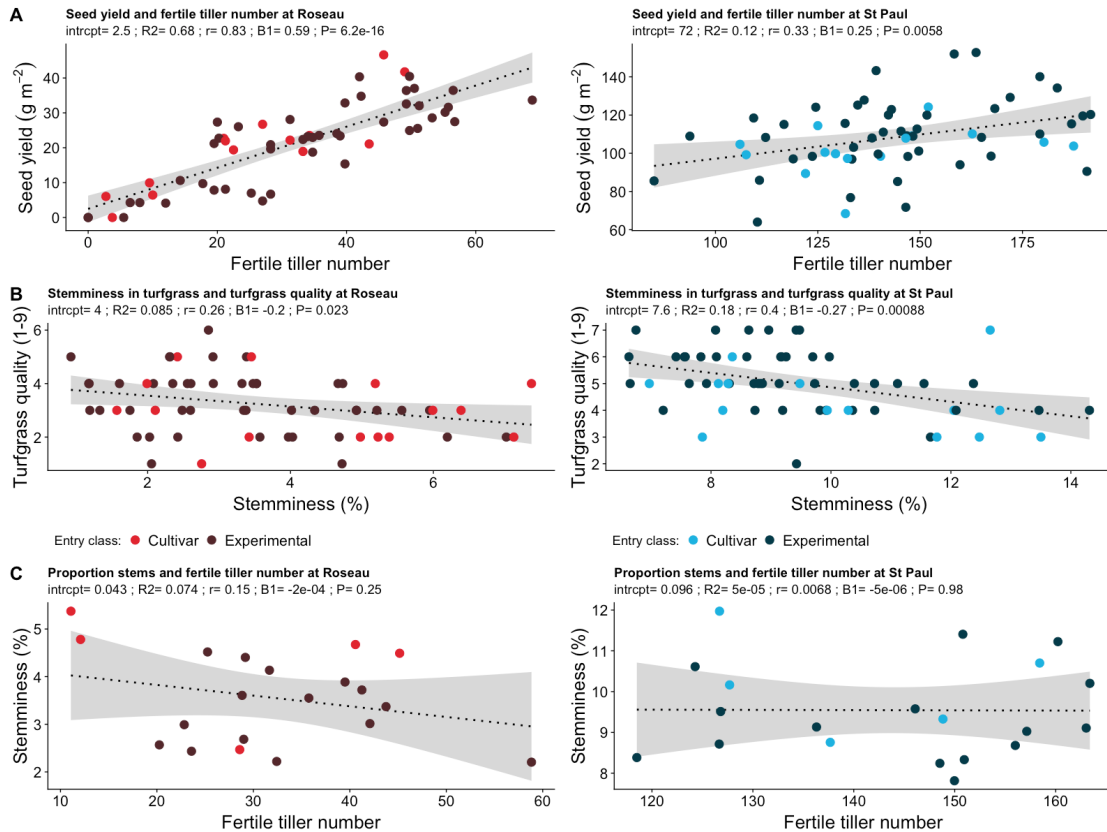 A
Seed yield and fertile tiller number at Roseau
intrcpt= 2.5 ; R2= 0.68 ; r= 0.83 ; B1= 0.59 ; P= 6.2e-16
Seed yield (g m⁻²)
40
30
20
10
0
0 20 40 60
Fertile tiller number
Seed yield and fertile tiller number at St Paul
intrcpt= 72 ; R2= 0.12 ; r= 0.33 ; B1= 0.25 ; P= 0.0058
Seed yield (g m⁻²)
140
120
100
80
60
100 125 150 175
Fertile tiller number
B
Stemminess in turfgrass and turfgrass quality at Roseau
intrcpt= 4 ; R2= 0.085 ; r= 0.26 ; B1= -0.2 ; P= 0.023
Turfgrass quality (1-9)
6
4
2
2 4 6
Stemminess (%)
Stemminess in turfgrass and turfgrass quality at St Paul
intrcpt= 7.6 ; R2= 0.18 ; r= 0.4 ; B1= -0.27 ; P= 0.00088
Turfgrass quality (1-9)
7
6
5
4
3
2
8 10 12 14
Stemminess (%)
Entry class: Cultivar Experimental
Entry class: Cultivar Experimental
C
Proportion stems and fertile tiller number at Roseau
intrcpt= 0.043 ; R2= 0.074 ; r= 0.15 ; B1= -2e-04 ; P= 0.25
Stemminess (%)
5
4
3
2
10 20 30 40 50 60
Fertile tiller number
Proportion stems and fertile tiller number at St Paul
intrcpt= 0.096 ; R2= 5e-05 ; r= 0.0068 ; B1= -5e-06 ; P= 0.98
Stemminess (%)
12
11
10
9
8
120 130 140 150 160
Fertile tiller number